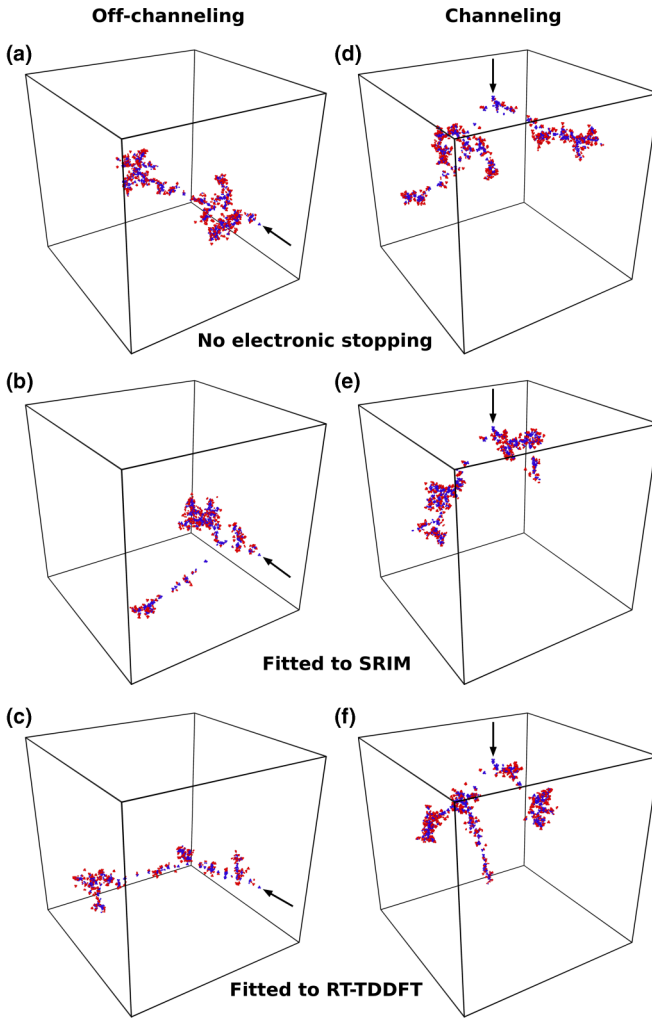 Off-channeling
Channeling
(a)
(d)
No electronic stopping
(b)
(e)
Fitted to SRIM
(c)
(f)
Fitted to RT-TDDFT